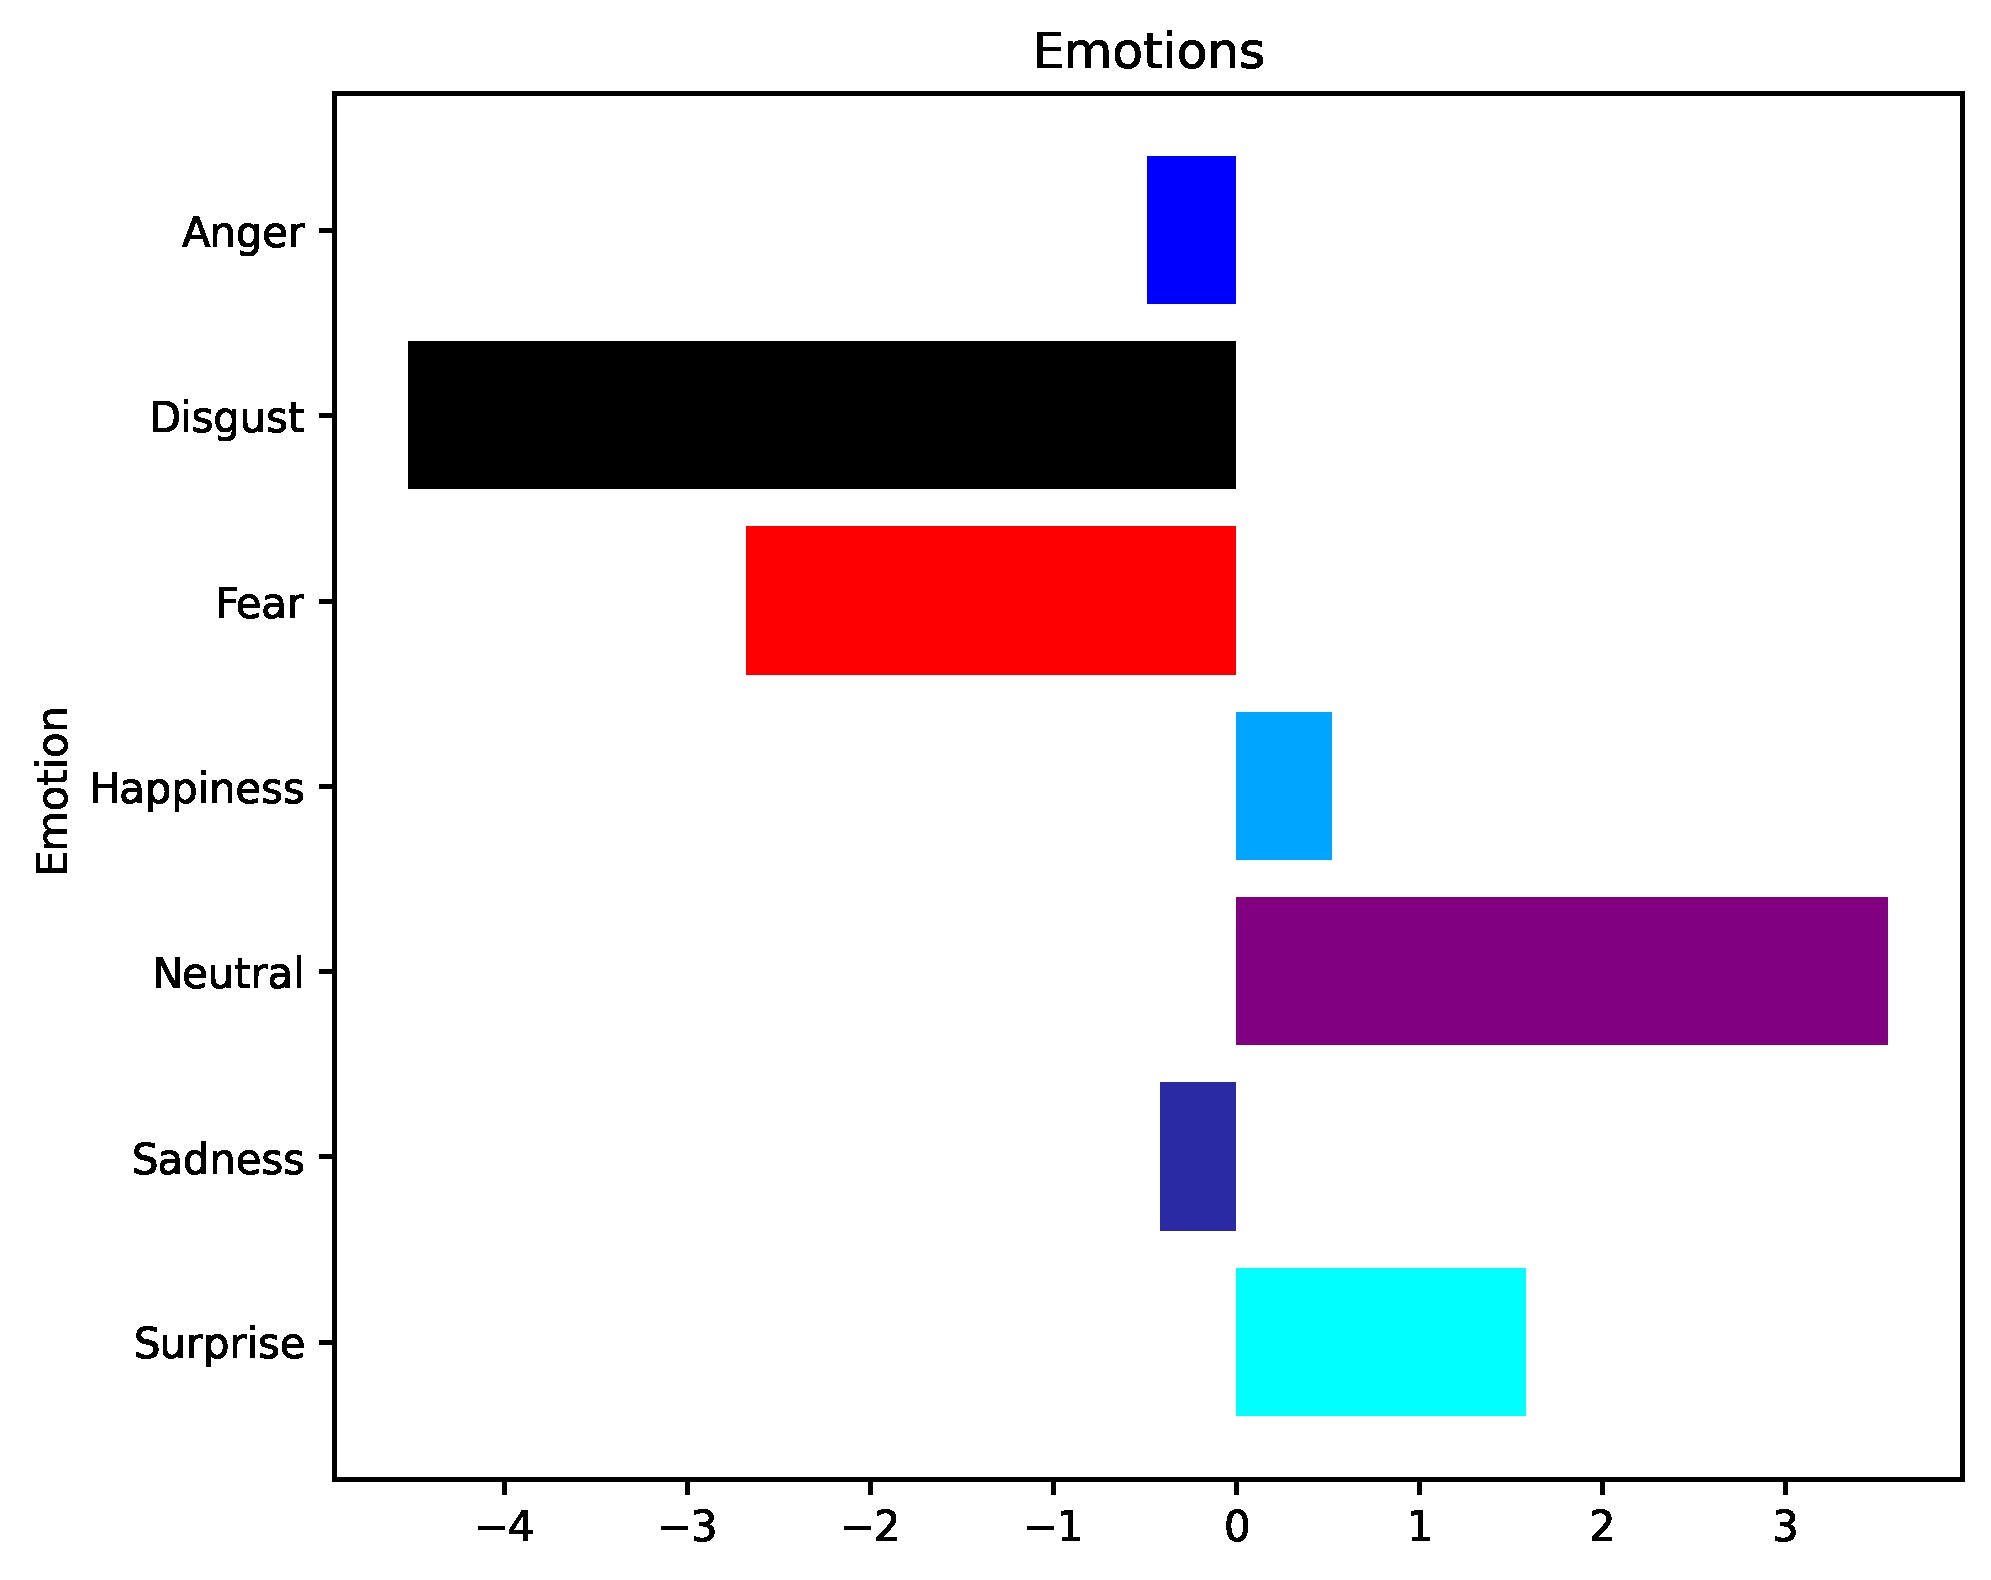 Emotions
Anger
Disgust
Fear
Happiness
Neutral
Sadness
Surprise
Emotion
−4 −3 −2 −1 0 1 2 3